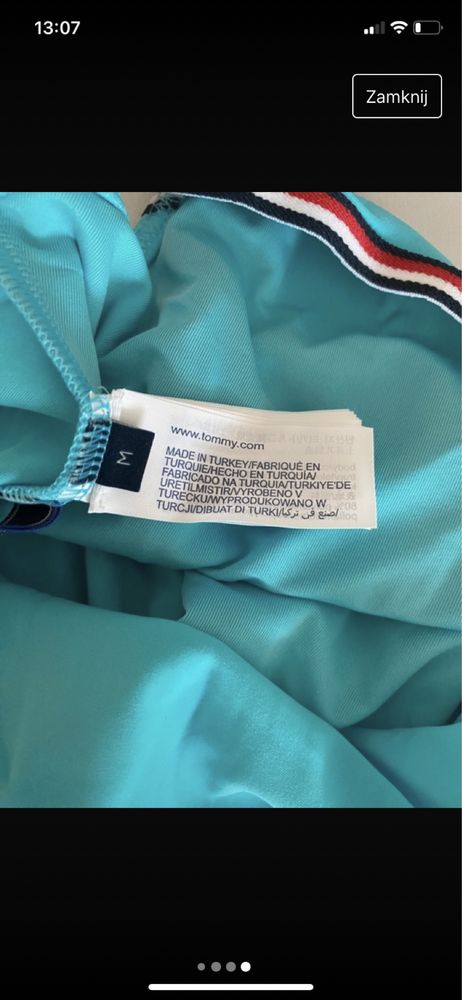 13:07
Zamknij
www.tommy.com
M
MADE IN TURKEY/FABRIQUÉ EN
TURQUIE/HECHO EN TURQUÍA/
FABRICADO NA TURQUIA/TÜRKIYE'DE
URETILMISTIR/VYROBENO V
TURECKU/WYPRODUKOWANO W
TURCJI/DIBUAT DI TURKI/صنع في تركيا/